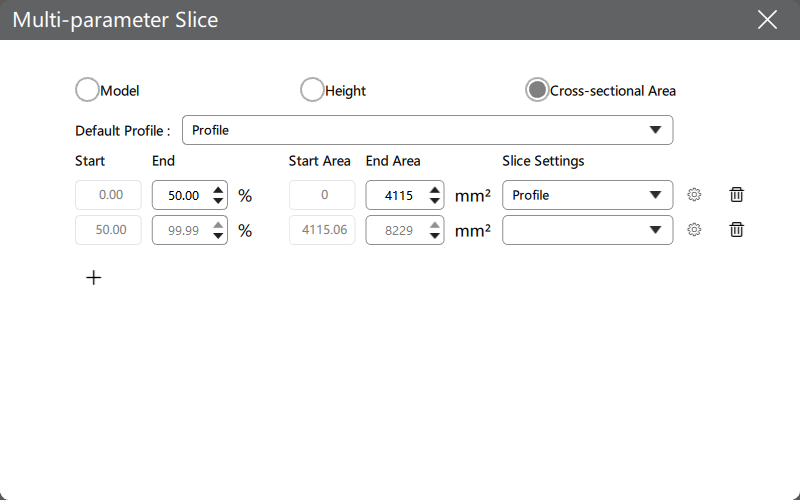 Multi-parameter Slice
Model Height Cross-sectional Area
Default Profile : Profile
Start End Start Area End Area Slice Settings
0.00 50.00 % 0 4115 mm² Profile
50.00 99.99 % 4115.06 8229 mm²
+